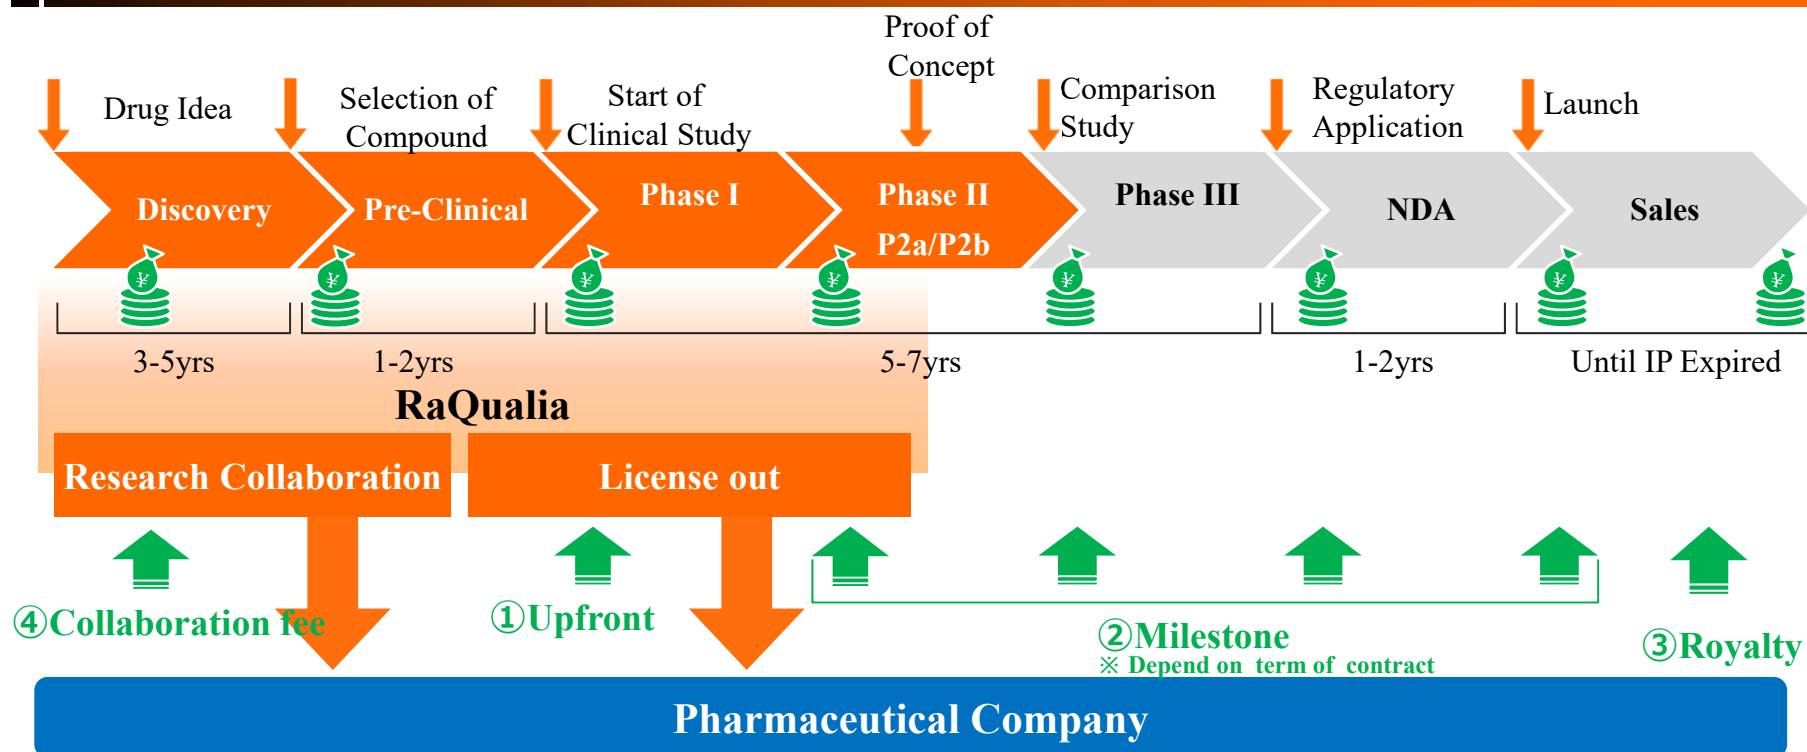 Proof of
Concept
Drug Idea
Selection of
Compound
Start of
Clinical Study
Comparison
Study
Regulatory
Application
Launch
Discovery
Pre-Clinical
Phase I
Phase II
P2a/P2b
Phase III
NDA
Sales
¥
¥
¥
¥
¥
¥
¥
¥
3-5yrs
1-2yrs
5-7yrs
1-2yrs
Until IP Expired
RaQualia
Research Collaboration
License out
④Collaboration fee
①Upfront
②Milestone
※ Depend on term of contract
③Royalty
Pharmaceutical Company